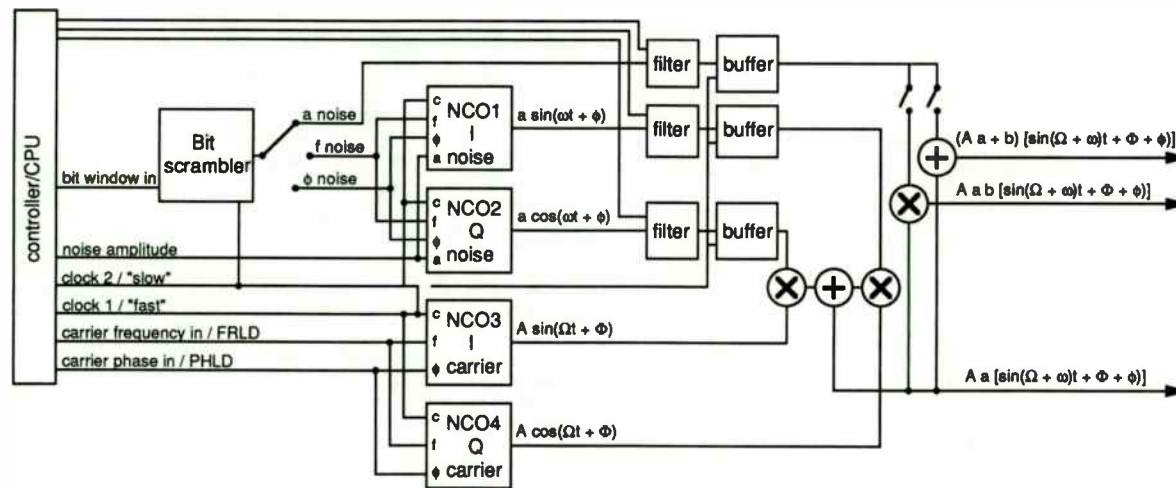 controller/CPU
bit window in
noise amplitude
clock 2 / "slow"
clock 1 / "fast"
carrier frequency in / FRLD
carrier phase in / PHLD
Bit
scrambler
a noise
f noise
ϕ noise
c NCO1
f I
ϕ
a noise
a sin(ωt + ϕ)
c NCO2
f Q
ϕ
a noise
a cos(ωt + ϕ)
c NCO3
f I
ϕ carrier
A sin(Ωt + Φ)
c NCO4
f Q
ϕ carrier
A cos(Ωt + Φ)
filter
buffer
filter
buffer
filter
buffer
(A a + b) [sin(Ω + ω)t + Φ + ϕ)]
A a b [sin(Ω + ω)t + Φ + ϕ)]
A a [sin(Ω + ω)t + Φ + ϕ)]